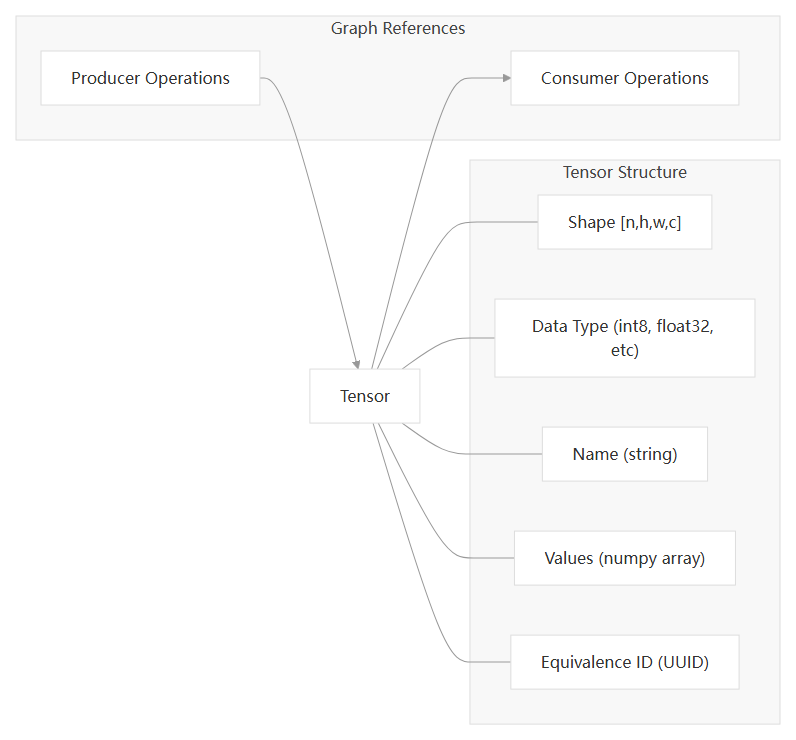 Graph References
Producer Operations
Consumer Operations
Tensor Structure
Shape [n,h,w,c]
Data Type (int8, float32,
etc)
Tensor
Name (string)
Values (numpy array)
Equivalence ID (UUID)